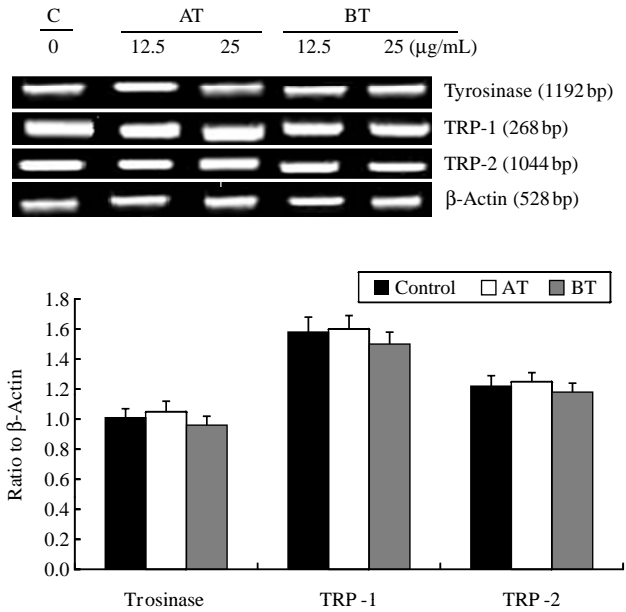 C AT BT
0 12.5 25 12.5 25 (μg/mL)
Tyrosinase (1192 bp)
TRP-1 (268 bp)
TRP-2 (1044 bp)
β-Actin (528 bp)
Control AT BT
1.8
1.6
1.4
1.2
1.0
0.8
0.6
0.4
0.2
0.0
Ratio to β-Actin
Trosinase TRP-1 TRP-2